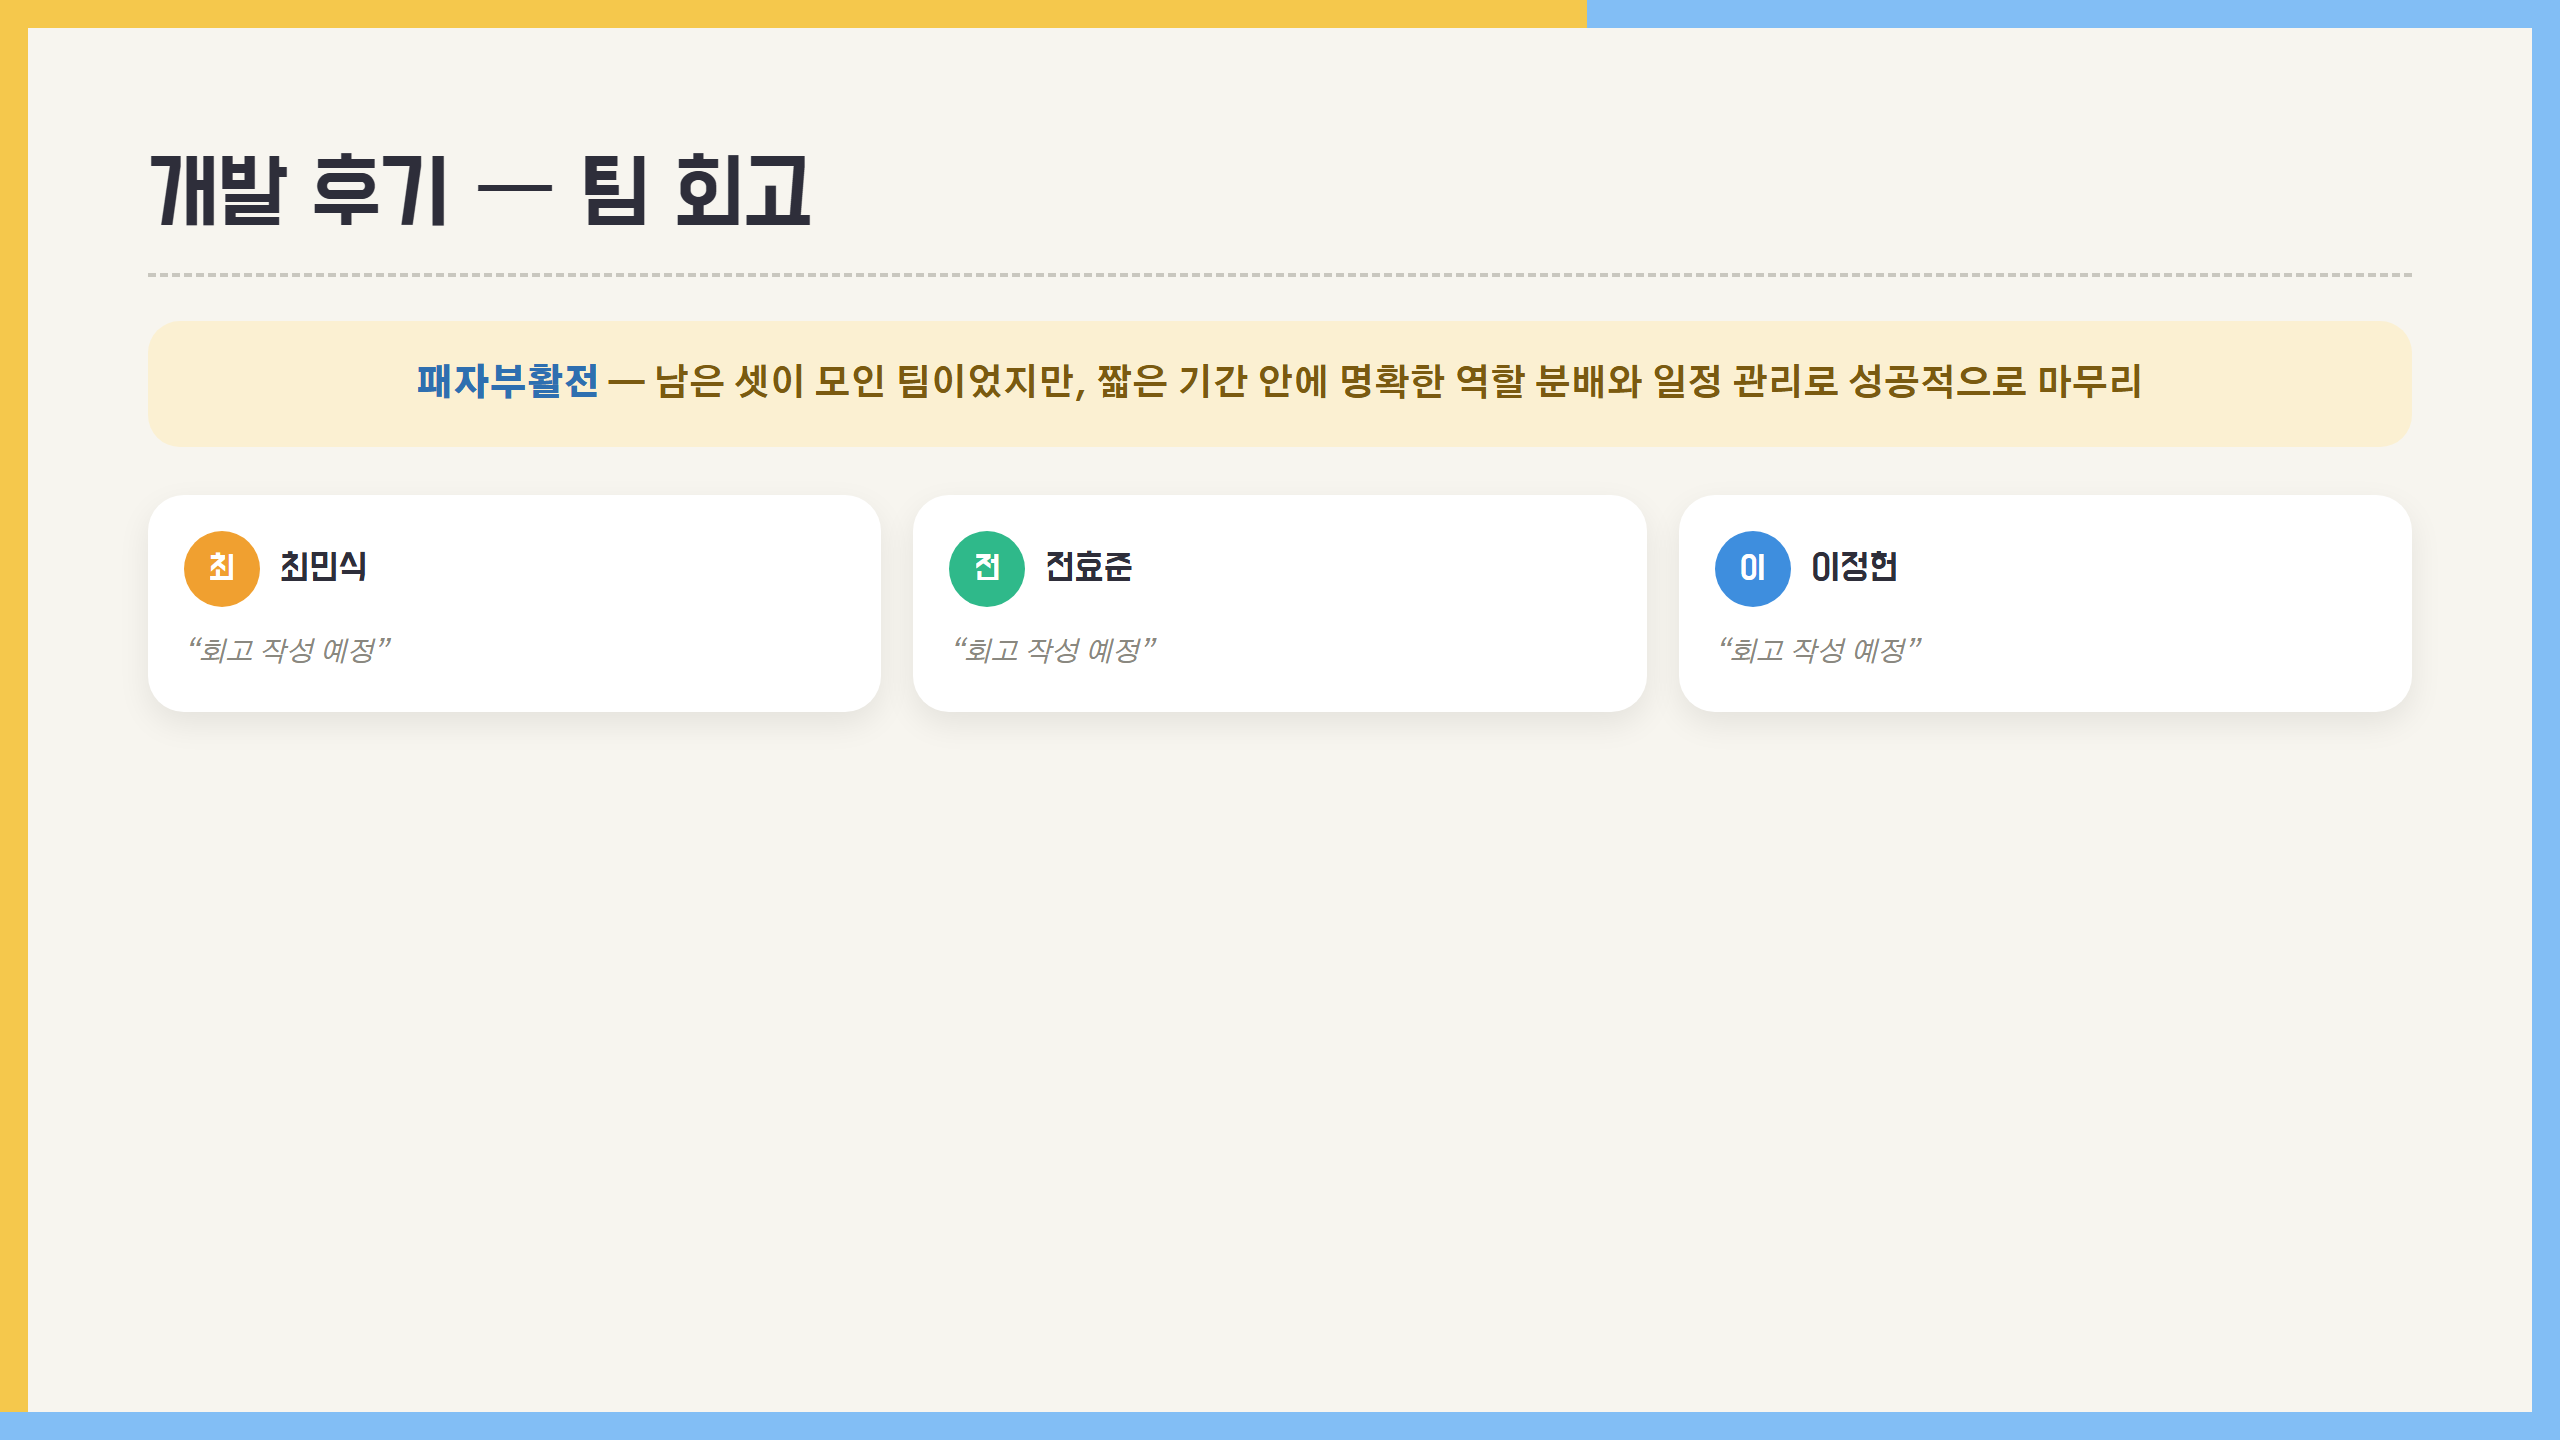 개발 후기 — 팀 회고
패자부활전 — 남은 셋이 모인 팀이었지만, 짧은 기간 안에 명확한 역할 분배와 일정 관리로 성공적으로 마무리
최 최민식
“회고 작성 예정”
전 전효준
“회고 작성 예정”
이 이정헌
“회고 작성 예정”